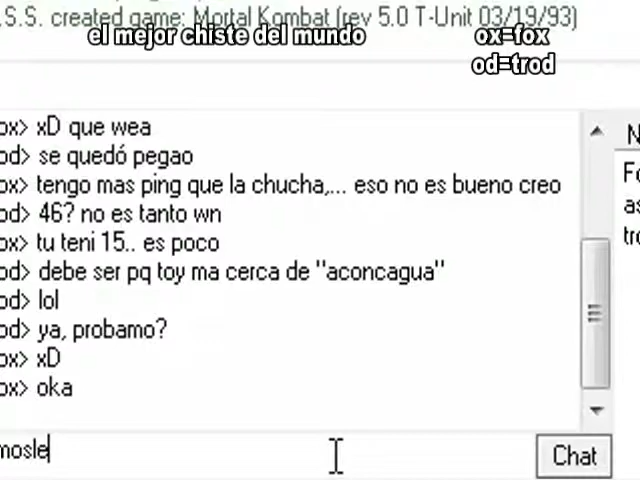 .S.S. created game: Mortal Kombat (rev 5.0 T-Unit 03/19/93)
el mejor chiste del mundo
ox=fox
od=trod
ox> xD que wea
od> se quedó pegao
ox> tengo mas ping que la chucha,... eso no es bueno creo
od> 46? no es tanto wn
ox> tu teni 15.. es poco
od> debe ser pq toy ma cerca de "aconcagua"
od> lol
od> ya, probamo?
ox> xD
ox> oka
N
Fo
as
tro
mosle
Chat